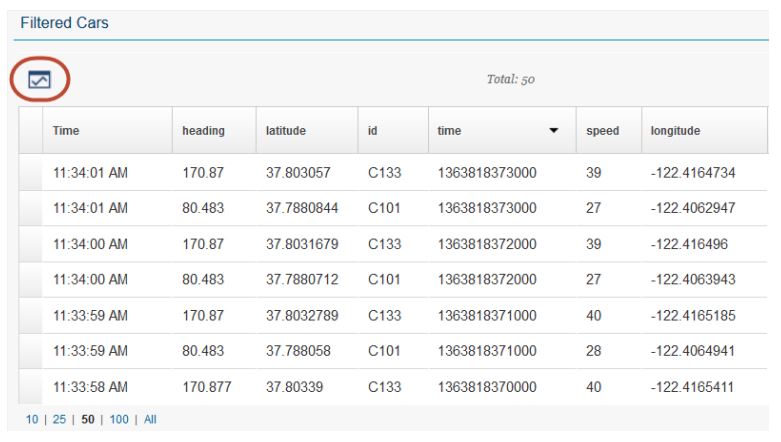 Filtered Cars
Total: 50
Time heading latitude id time speed longitude
11:34:01 AM 170.87 37.803057 C133 1363818373000 39 -122.4164734
11:34:01 AM 80.483 37.7880844 C101 1363818373000 27 -122.4062947
11:34:00 AM 170.87 37.8031679 C133 1363818372000 39 -122.416496
11:34:00 AM 80.483 37.7880712 C101 1363818372000 27 -122.4063943
11:33:59 AM 170.87 37.8032789 C133 1363818371000 40 -122.4165185
11:33:59 AM 80.483 37.788058 C101 1363818371000 28 -122.4064941
11:33:58 AM 170.877 37.80339 C133 1363818370000 40 -122.4165411
10 | 25 | 50 | 100 | All